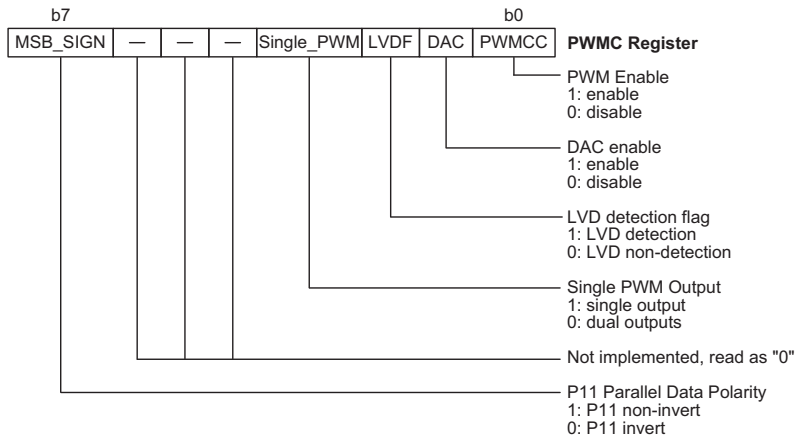 b7 b0
MSB_SIGN — — — Single_PWM LVDF DAC PWMCC PWMC Register
PWM Enable
1: enable
0: disable
DAC enable
1: enable
0: disable
LVD detection flag
1: LVD detection
0: LVD non-detection
Single PWM Output
1: single output
0: dual outputs
Not implemented, read as "0"
P11 Parallel Data Polarity
1: P11 non-invert
0: P11 invert